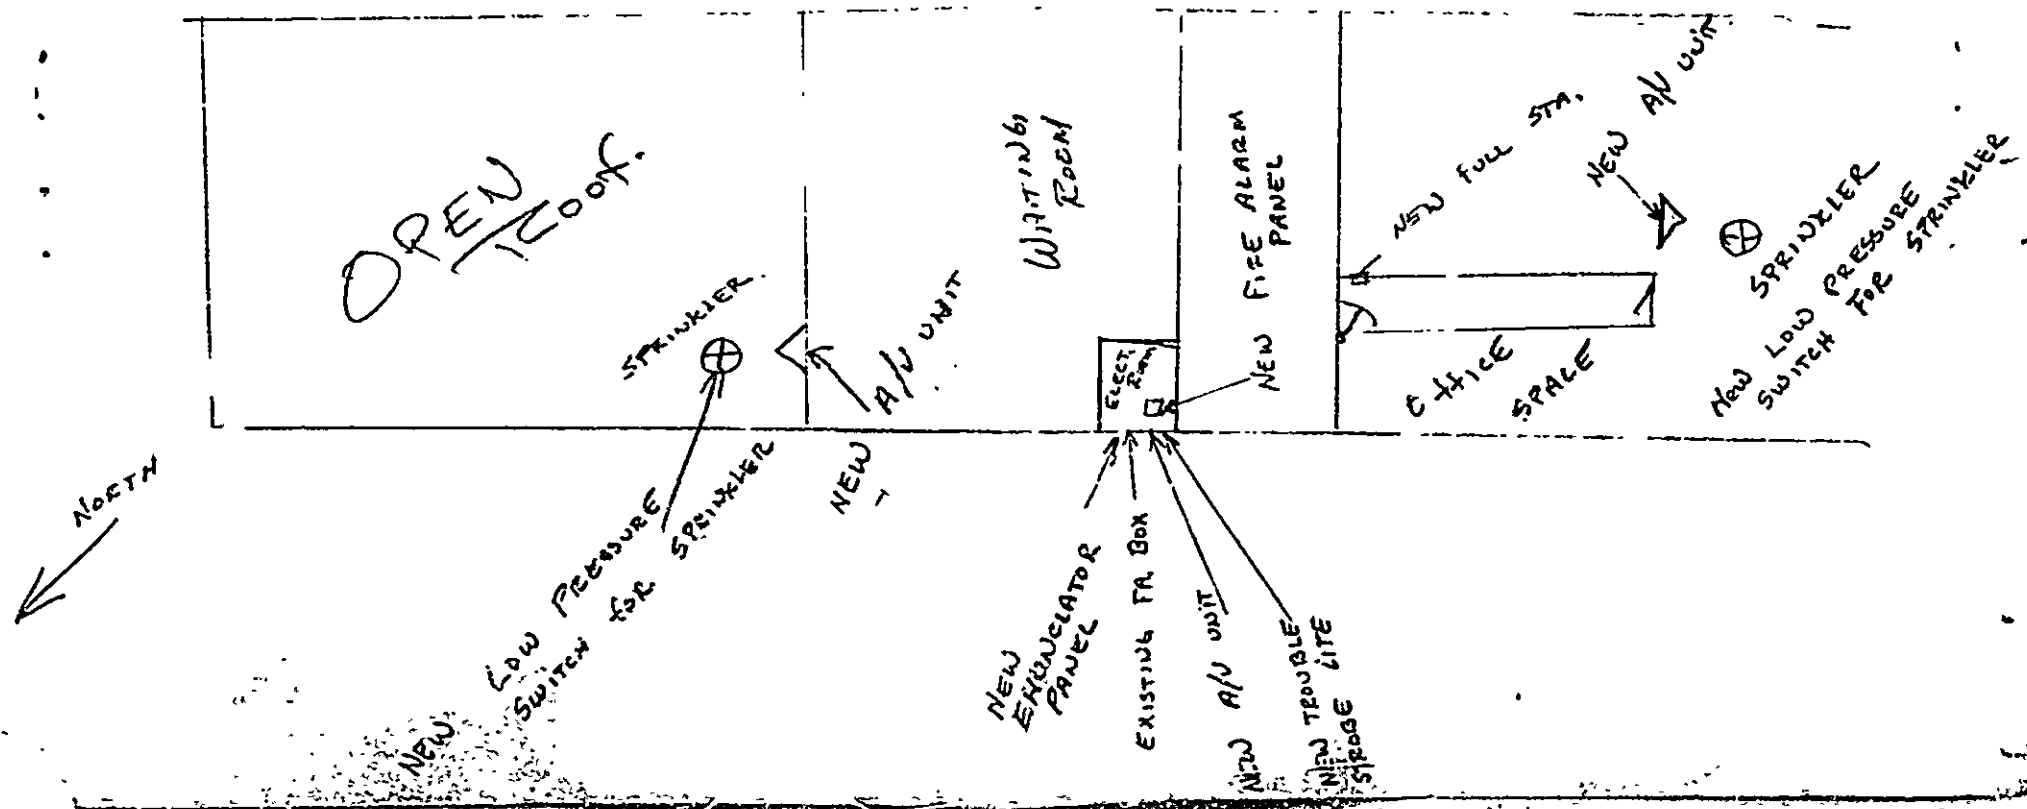 OPEN
ROOF.
WAITING
ROOM
SPRINKLER
NEW A/V UNIT
ELECT.
ROOM
NEW FIFE ALARM
PANEL
NEW FULL STA.
NEW A/V UNIT
SPRINKLER
NEW LOW PRESSURE
SWITCH FOR SPRINKLER
OFFICE
SPACE
NORTH
NEW LOW PRESSURE
SWITCH FOR SPRINKLER
NEW
ENUNCIATOR
PANEL
EXISTING FA. BOX
NEW A/V UNIT
NEW TROUBLE
STROBE LITE